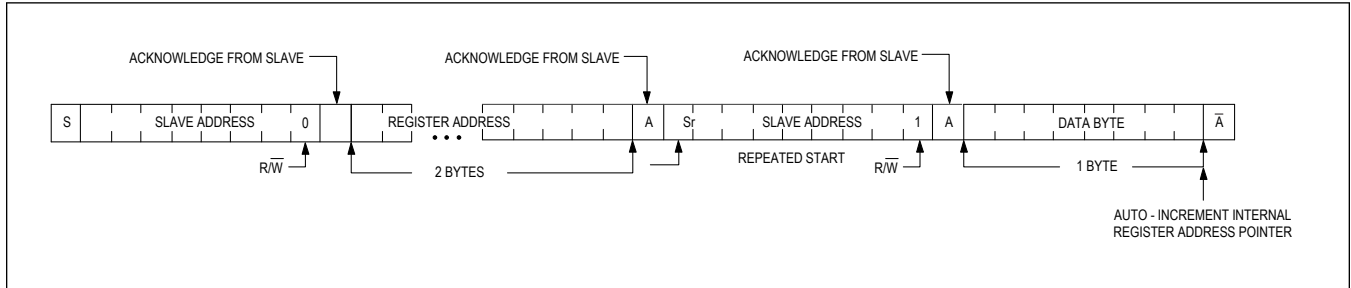 ACKNOWLEDGE FROM SLAVE
ACKNOWLEDGE FROM SLAVE
ACKNOWLEDGE FROM SLAVE
S SLAVE ADDRESS 0 REGISTER ADDRESS ••• A Sr SLAVE ADDRESS 1 A DATA BYTE A̅
R/W̅ 2 BYTES REPEATED START R/W̅ 1 BYTE
AUTO - INCREMENT INTERNAL
REGISTER ADDRESS POINTER